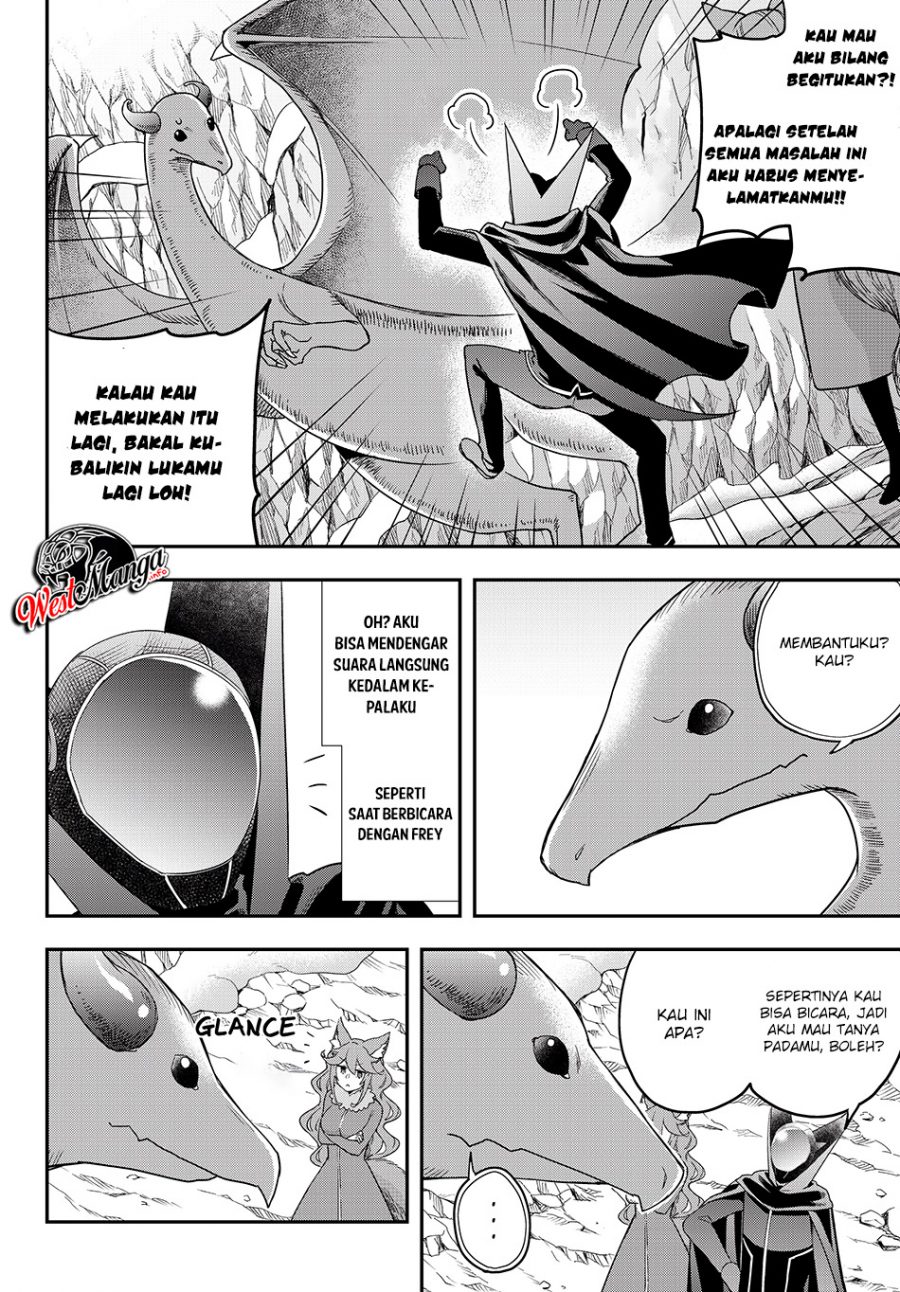 KAU MAU
AKU BILANG
BEGITUKAN?!
APALAGI SETELAH
SEMUA MASALAH INI
AKU HARUS MENYE-
LAMATKANMU!!
KALAU KAU
MELAKUKAN ITU
LAGI, BAKAL KU-
BALIKIN LUKAMU
LAGI LOH!
WestManga
.info
MEMBANTUKU?
KAU?
OH? AKU
BISA MENDENGAR
SUARA LANGSUNG
KEDALAM KE-
PALAKU
SEPERTI
SAAT BERBICARA
DENGAN FREY
SEPERTINYA KAU
BISA BICARA, JADI
AKU MAU TANYA
PADAMU, BOLEH?
KAU INI
APA?
...
GLANCE